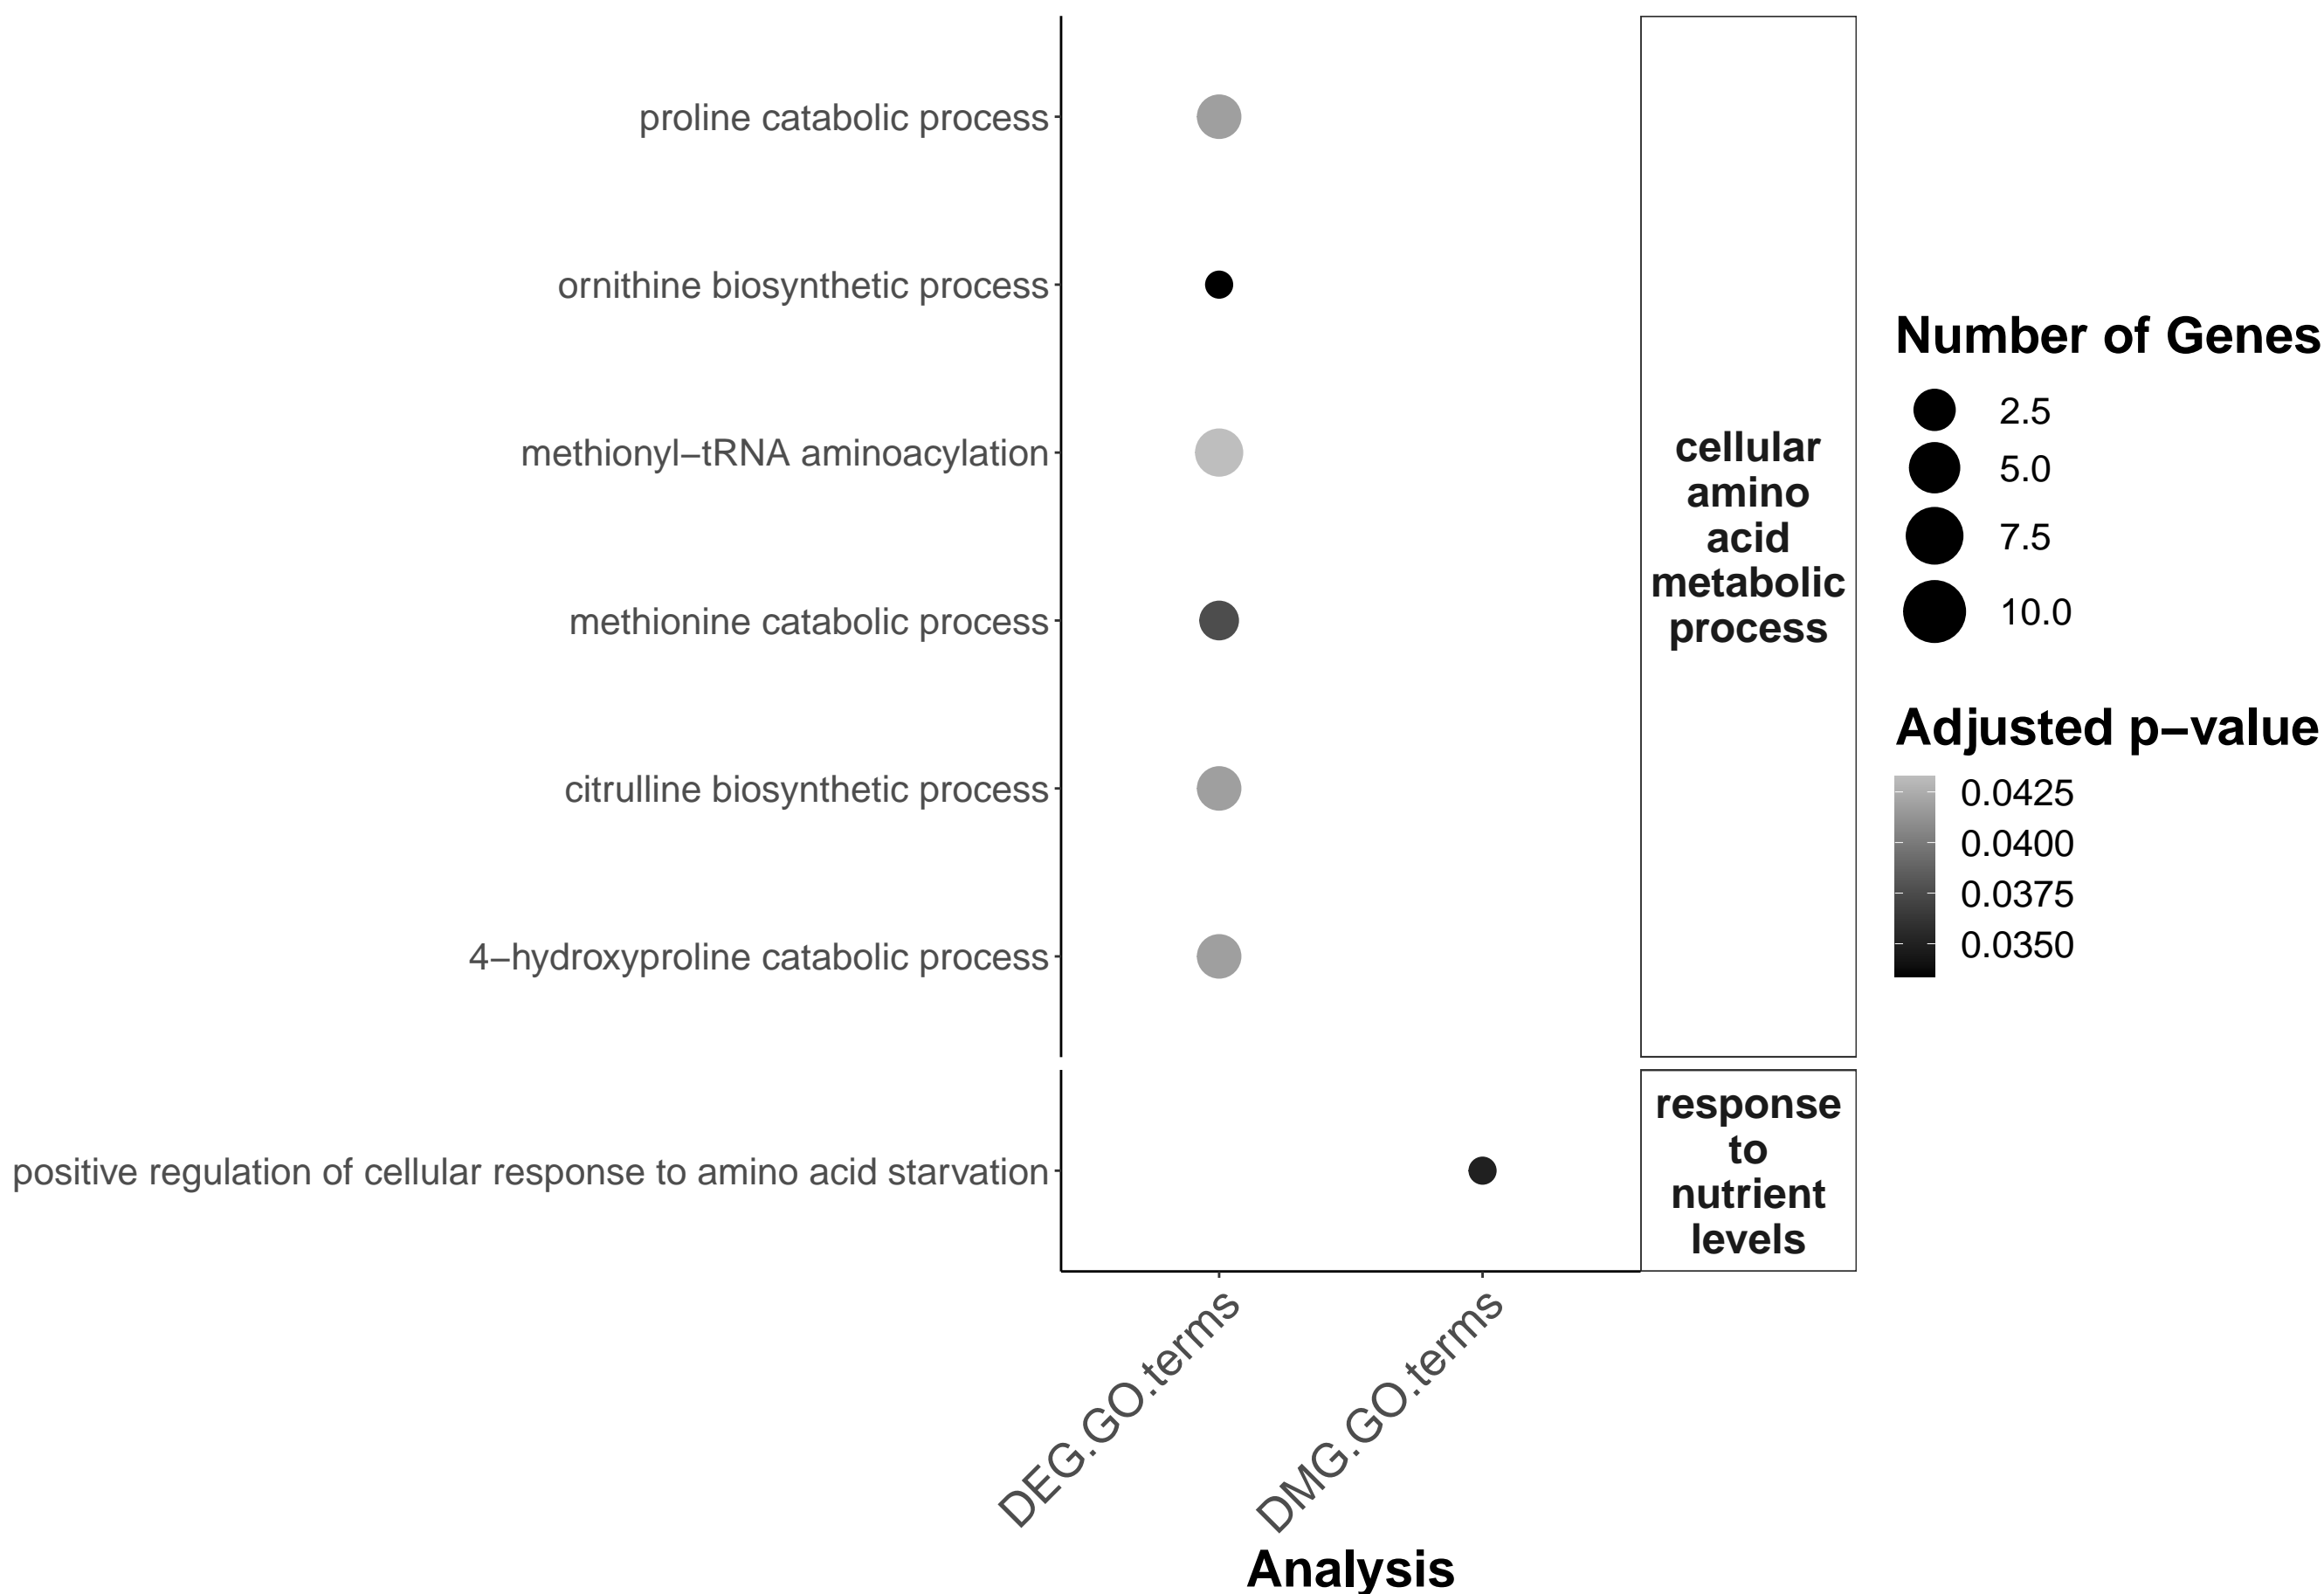 proline catabolic process
ornithine biosynthetic process
methionyl−tRNA aminoacylation
methionine catabolic process
citrulline biosynthetic process
4−hydroxyproline catabolic process
positive regulation of cellular response to amino acid starvation
cellular
amino
acid
metabolic
process
response
to
nutrient
levels
DEG.GO.terms
DMG.GO.terms
Analysis
Number of Genes
2.5
5.0
7.5
10.0
Adjusted p−value
0.0425
0.0400
0.0375
0.0350